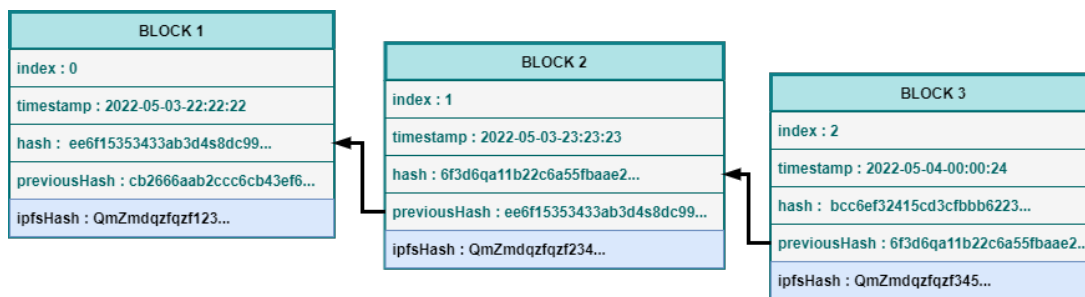 BLOCK 1
index : 0
timestamp : 2022-05-03-22:22:22
hash :  ee6f15353433ab3d4s8dc99...
previousHash : cb2666aab2ccc6cb43ef6...
ipfsHash : QmZmdqzfqzf123...
BLOCK 2
index : 1
timestamp : 2022-05-03-23:23:23
hash : 6f3d6qa11b22c6a55fbaae2...
previousHash : ee6f15353433ab3d4s8dc99...
ipfsHash : QmZmdqzfqzf234...
BLOCK 3
index : 2
timestamp : 2022-05-04-00:00:24
hash :  bcc6ef32415cd3cfbbb6223...
previousHash : 6f3d6qa11b22c6a55fbaae2...
ipfsHash : QmZmdqzfqzf345...